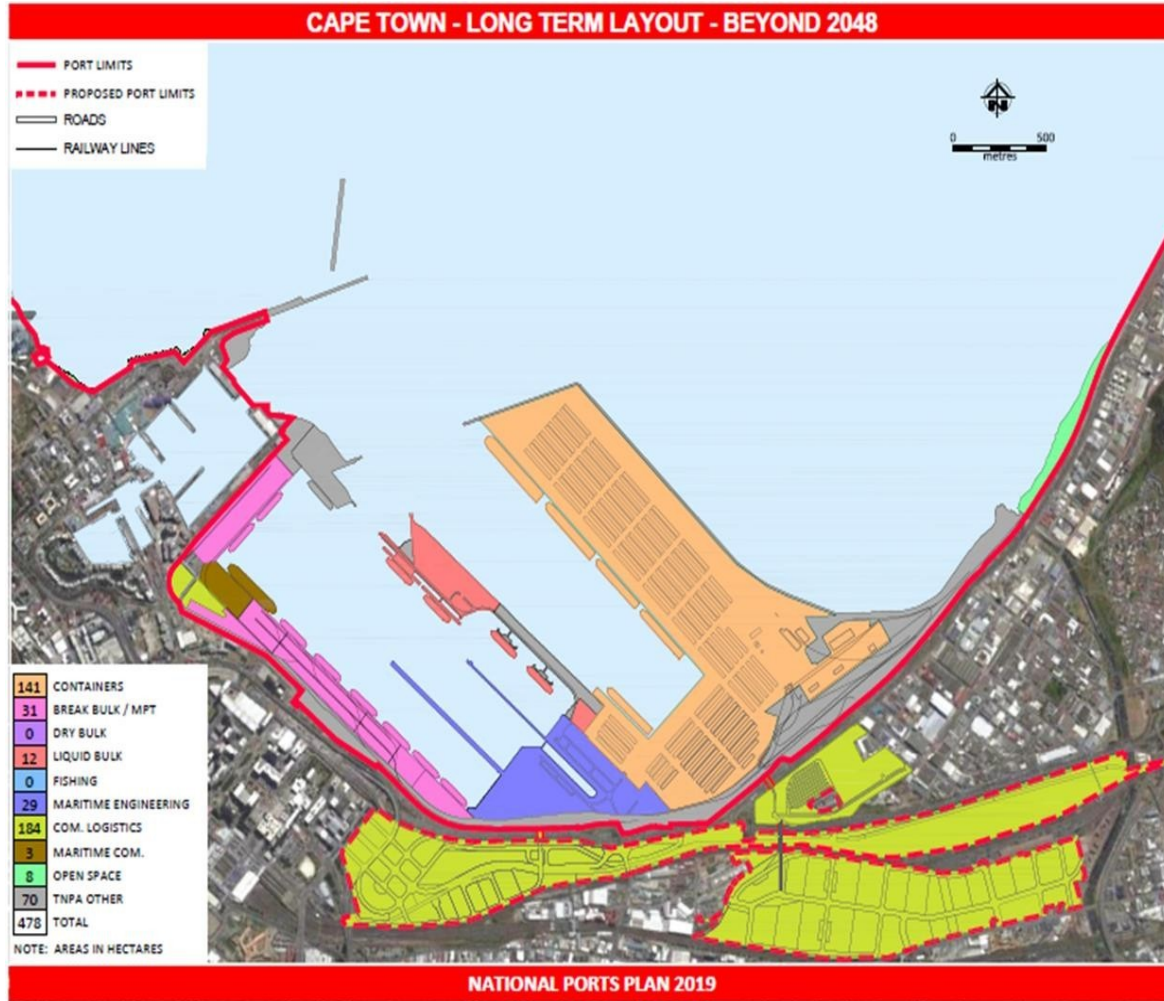 CAPE TOWN - LONG TERM LAYOUT - BEYOND 2048
PORT LIMITS
PROPOSED PORT LIMITS
ROADS
RAILWAY LINES
N
0 500
metres
141 CONTAINERS
31 BREAK BULK / MPT
0 DRY BULK
12 LIQUID BULK
0 FISHING
29 MARITIME ENGINEERING
184 COM. LOGISTICS
3 MARITIME COM.
8 OPEN SPACE
70 TNPA OTHER
478 TOTAL
NOTE: AREAS IN HECTARES
NATIONAL PORTS PLAN 2019